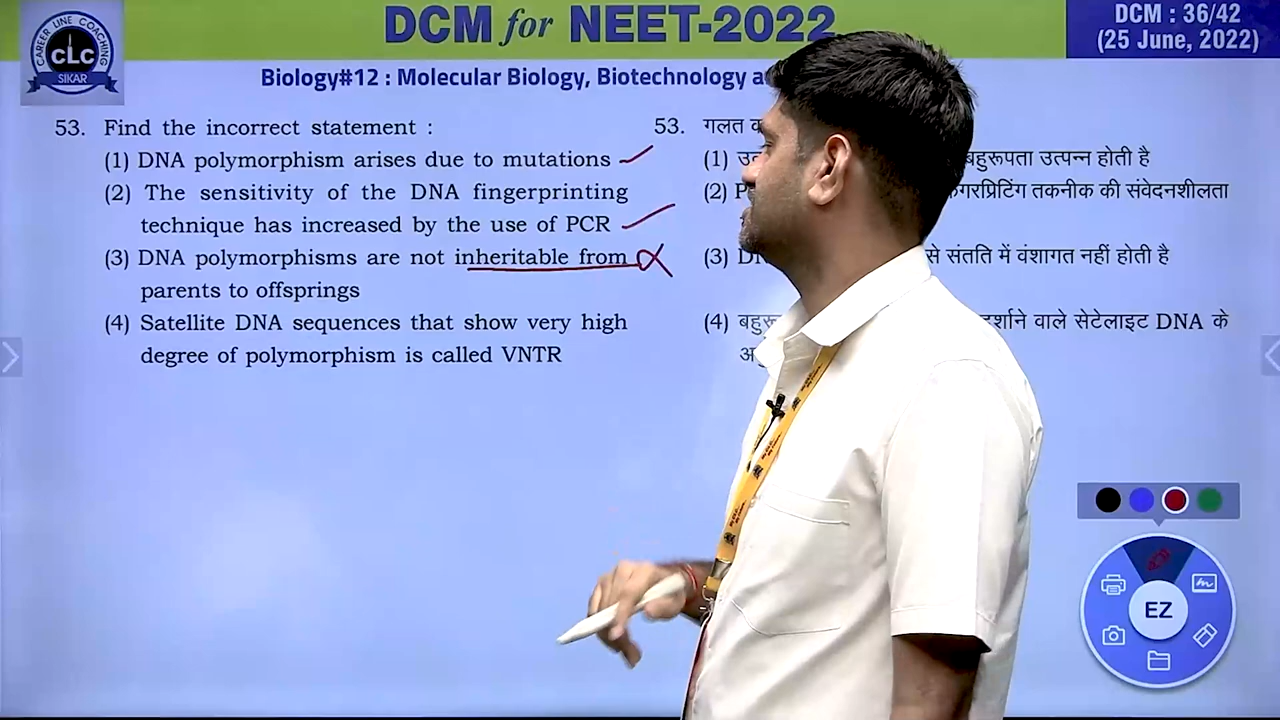 DCM for NEET-2022
DCM : 36/42
(25 June, 2022)
CAREER LINE COACHING
CLC
SIKAR
Biology#12 : Molecular Biology, Biotechnology
53. Find the incorrect statement :
(1) DNA polymorphism arises due to mutations
(2) The sensitivity of the DNA fingerprinting
technique has increased by the use of PCR
(3) DNA polymorphisms are not inheritable from
parents to offsprings
(4) Satellite DNA sequences that show very high
degree of polymorphism is called VNTR
53. गलत
(1) बहुरूपता उत्पन्न होती है
(2) तकनीक की संवेदनशीलता
(3) से संतति में वंशागत नहीं होती है
(4) वाले सेटेलाइट DNA के
EZ